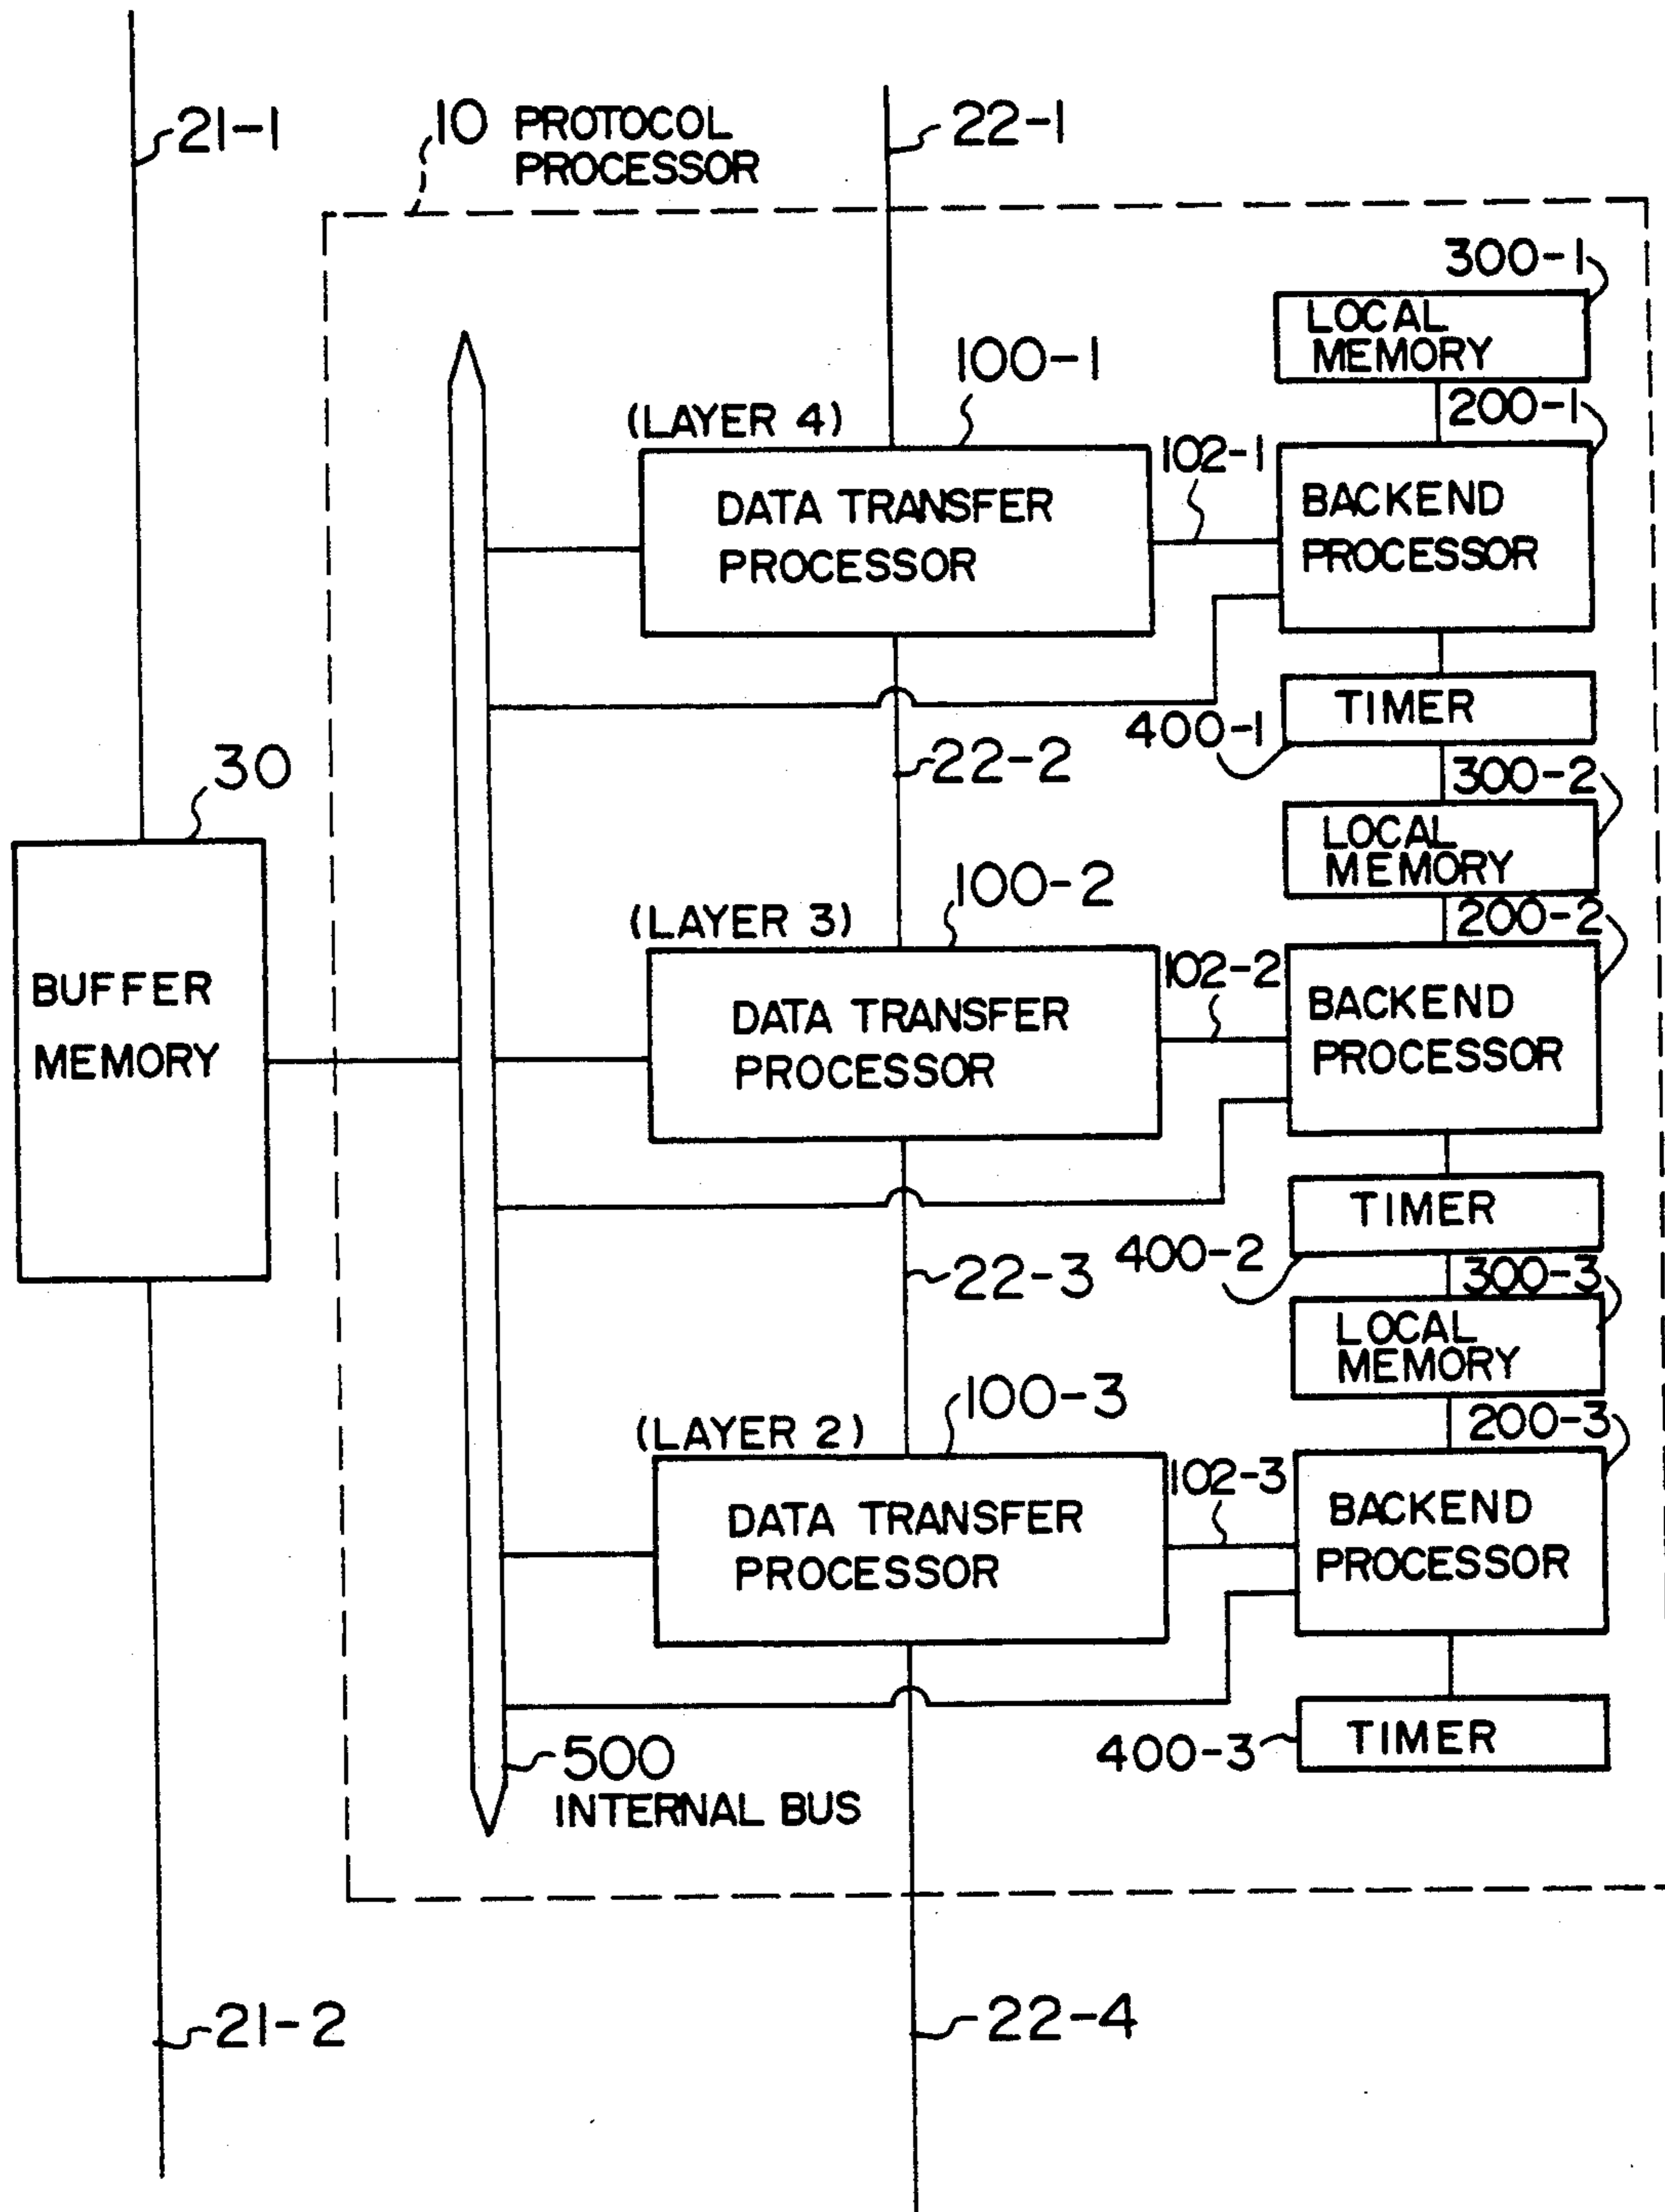 21-1
10 PROTOCOL
PROCESSOR
22-1
300-1
LOCAL
MEMORY
100-1
200-1
(LAYER 4)
102-1
DATA TRANSFER
PROCESSOR
BACKEND
PROCESSOR
400-1
TIMER
22-2
30
300-2
LOCAL
MEMORY
100-2
200-2
(LAYER 3)
102-2
BUFFER
MEMORY
DATA TRANSFER
PROCESSOR
BACKEND
PROCESSOR
TIMER
400-2
22-3
300-3
LOCAL
MEMORY
100-3
200-3
(LAYER 2)
102-3
DATA TRANSFER
PROCESSOR
BACKEND
PROCESSOR
400-3
TIMER
500
INTERNAL BUS
21-2
22-4